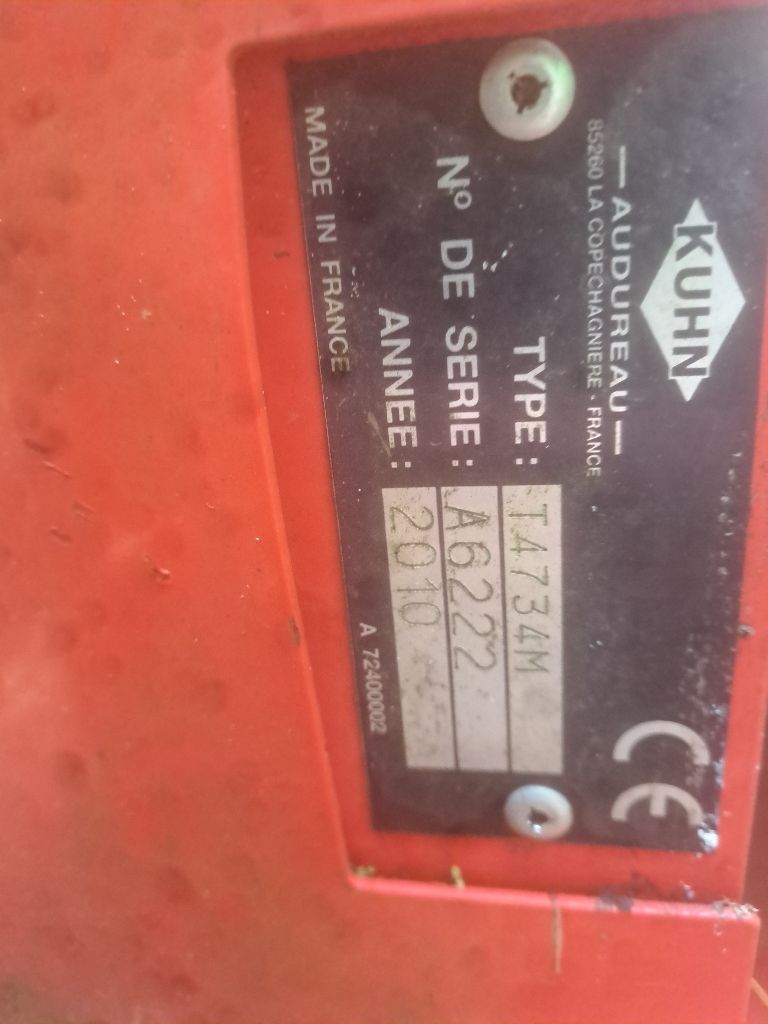 KUHN
— AUDUREAU —
85260 LA COPECHAGNIERE - FRANCE
TYPE: T4734M
Nº DE SERIE: A6222
ANNEE: 2010
MADE IN FRANCE
A 72400002
CE